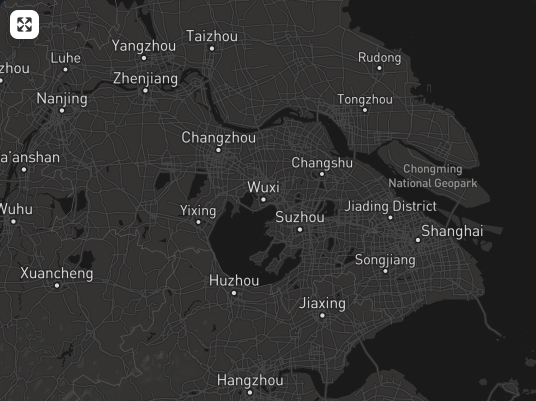 Taizhou
Yangzhou
Luhe
Rudong
zhou
Zhenjiang
Nanjing
Tongzhou
Changzhou
a'anshan
Changshu
Chongming
National Geopark
Wuxi
Yixing
Suzhou
Jiading District
Wuhu
Shanghai
Songjiang
Xuancheng
Huzhou
Jiaxing
Hangzhou